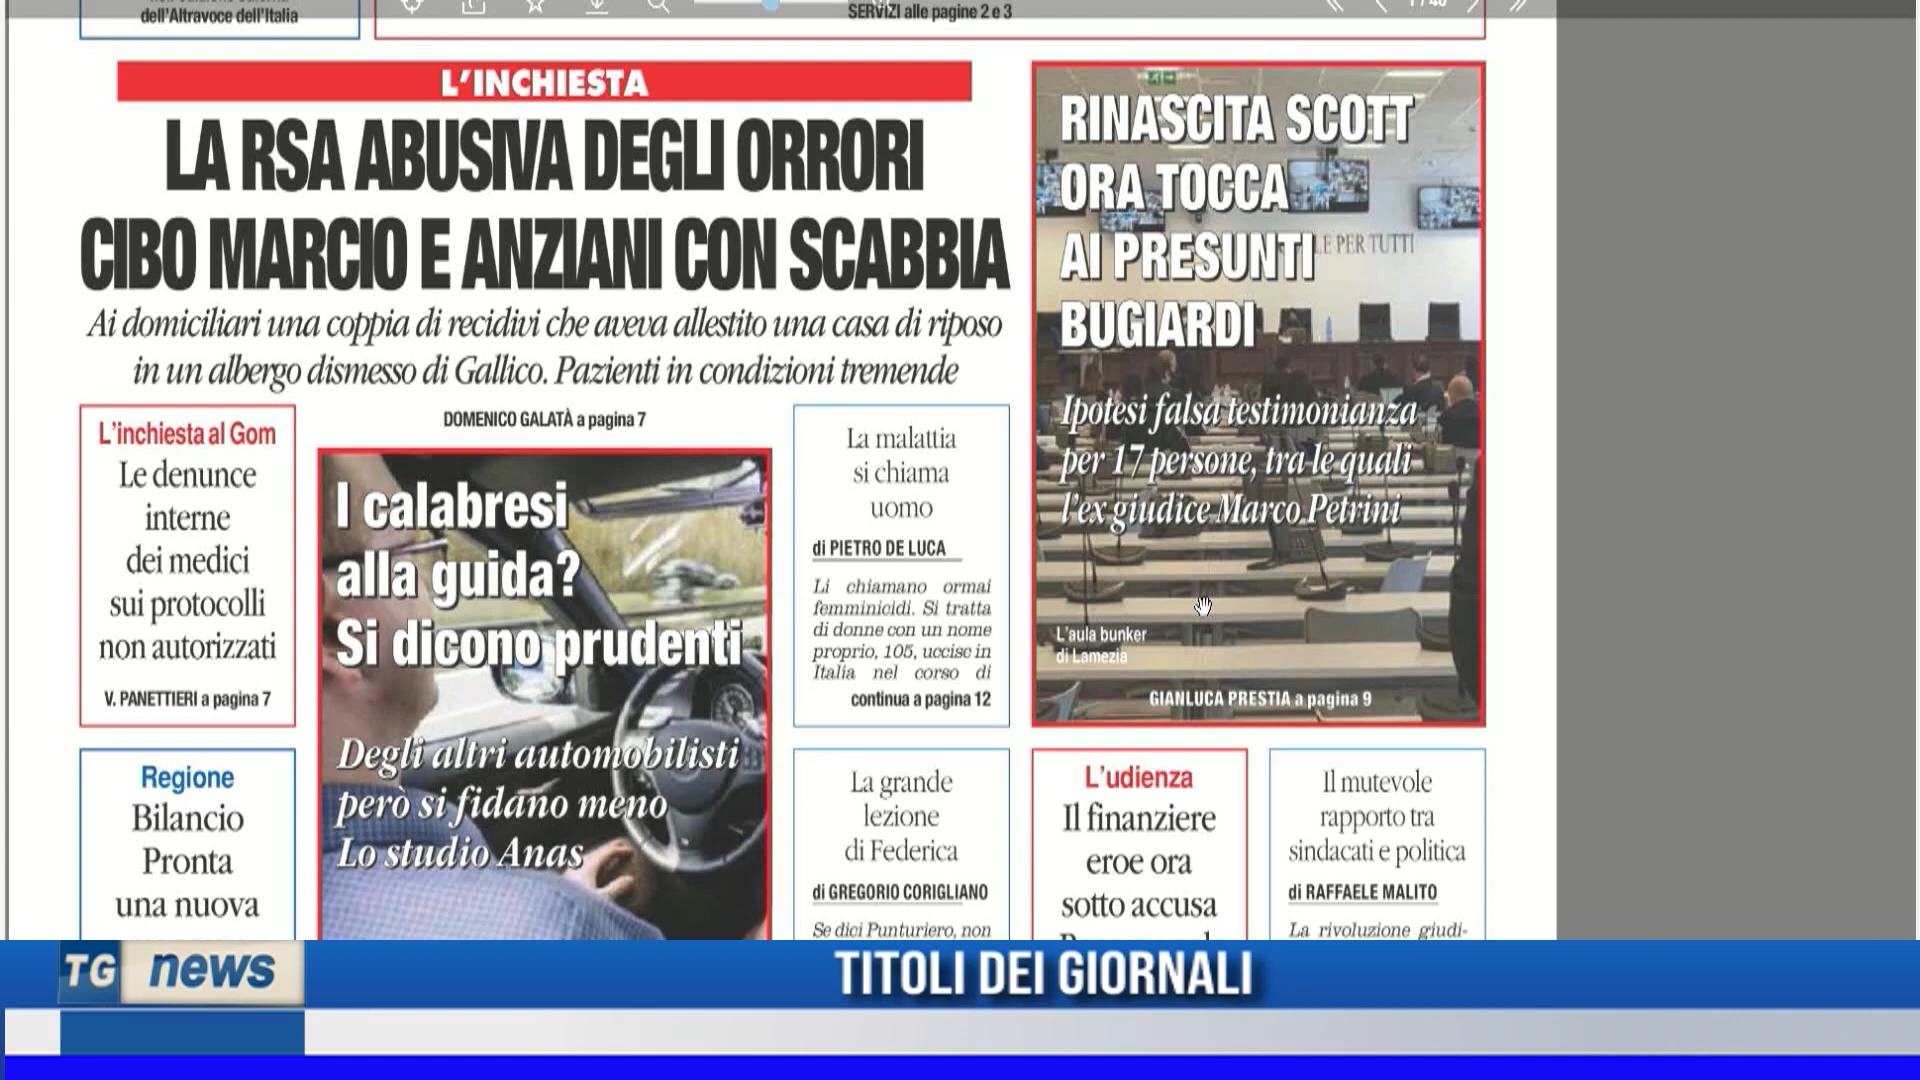 dell'Altravoce dell'Italia
SERVIZI alle pagine 2 e 3
L'INCHIESTA
LA RSA ABUSIVA DEGLI ORRORI
CIBO MARCIO E ANZIANI CON SCABBIA
Ai domiciliari una coppia di recidivi che aveva allestito una casa di riposo
in un albergo dismesso di Gallico. Pazienti in condizioni tremende
DOMENICO GALATÀ a pagina 7
L'inchiesta al Gom
Le denunce
interne
dei medici
sui protocolli
non autorizzati
V. PANETTIERI a pagina 7
Regione
Bilancio
Pronta
una nuova
I calabresi
alla guida?
Si dicono prudenti
Degli altri automobilisti
però si fidano meno
Lo studio Anas
La malattia
si chiama
uomo
di PIETRO DE LUCA
Li chiamano ormai
femminicidi. Si tratta
di donne con un nome
proprio, 105, uccise in
Italia nel corso di
continua a pagina 12
La grande
lezione
di Federica
di GREGORIO CORIGLIANO
Se dici Punturiero, non
RINASCITA SCOTT
ORA TOCCA
AI PRESUNTI
BUGIARDI
LE PER TUTTI
Ipotesi falsa testimonianza
per 17 persone, tra le quali
l'ex giudice Marco Petrini
L'aula bunker
di Lamezia
GIANLUCA PRESTIA a pagina 9
L'udienza
Il finanziere
eroe ora
sotto accusa
Il mutevole
rapporto tra
sindacati e politica
di RAFFAELE MALITO
La rivoluzione giudi-
TG news
TITOLI DEI GIORNALI